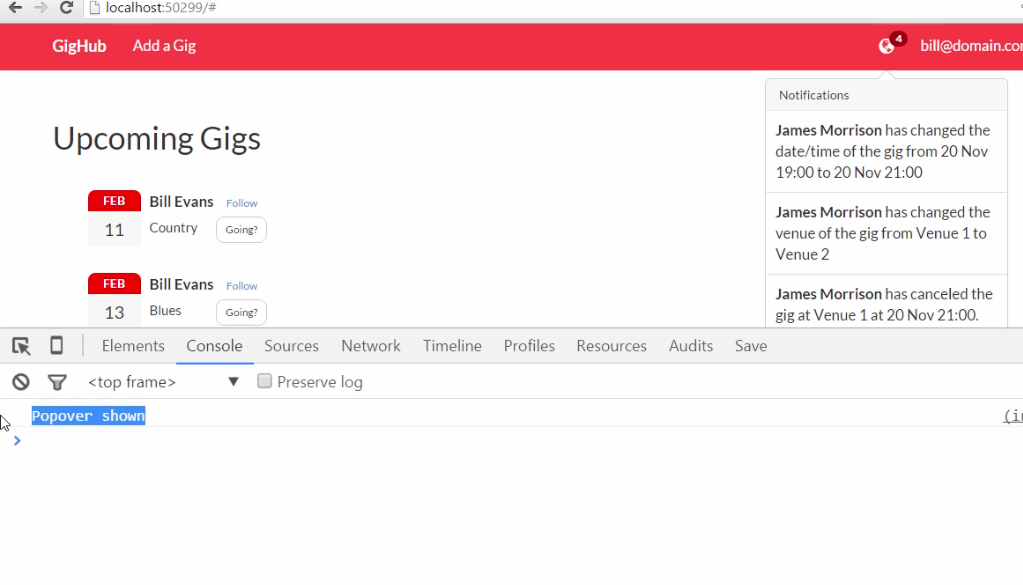 localhost:50299/#
GigHub Add a Gig 4 bill@domain.co
Notifications
James Morrison has changed the
date/time of the gig from 20 Nov
19:00 to 20 Nov 21:00
James Morrison has changed the
venue of the gig from Venue 1 to
Venue 2
James Morrison has canceled the
gig at Venue 1 at 20 Nov 21:00.
Upcoming Gigs
FEB
11
Bill Evans Follow
Country Going?
FEB
13
Bill Evans Follow
Blues Going?
Elements Console Sources Network Timeline Profiles Resources Audits Save
<top frame> ▼ Preserve log
Popover shown (i
>